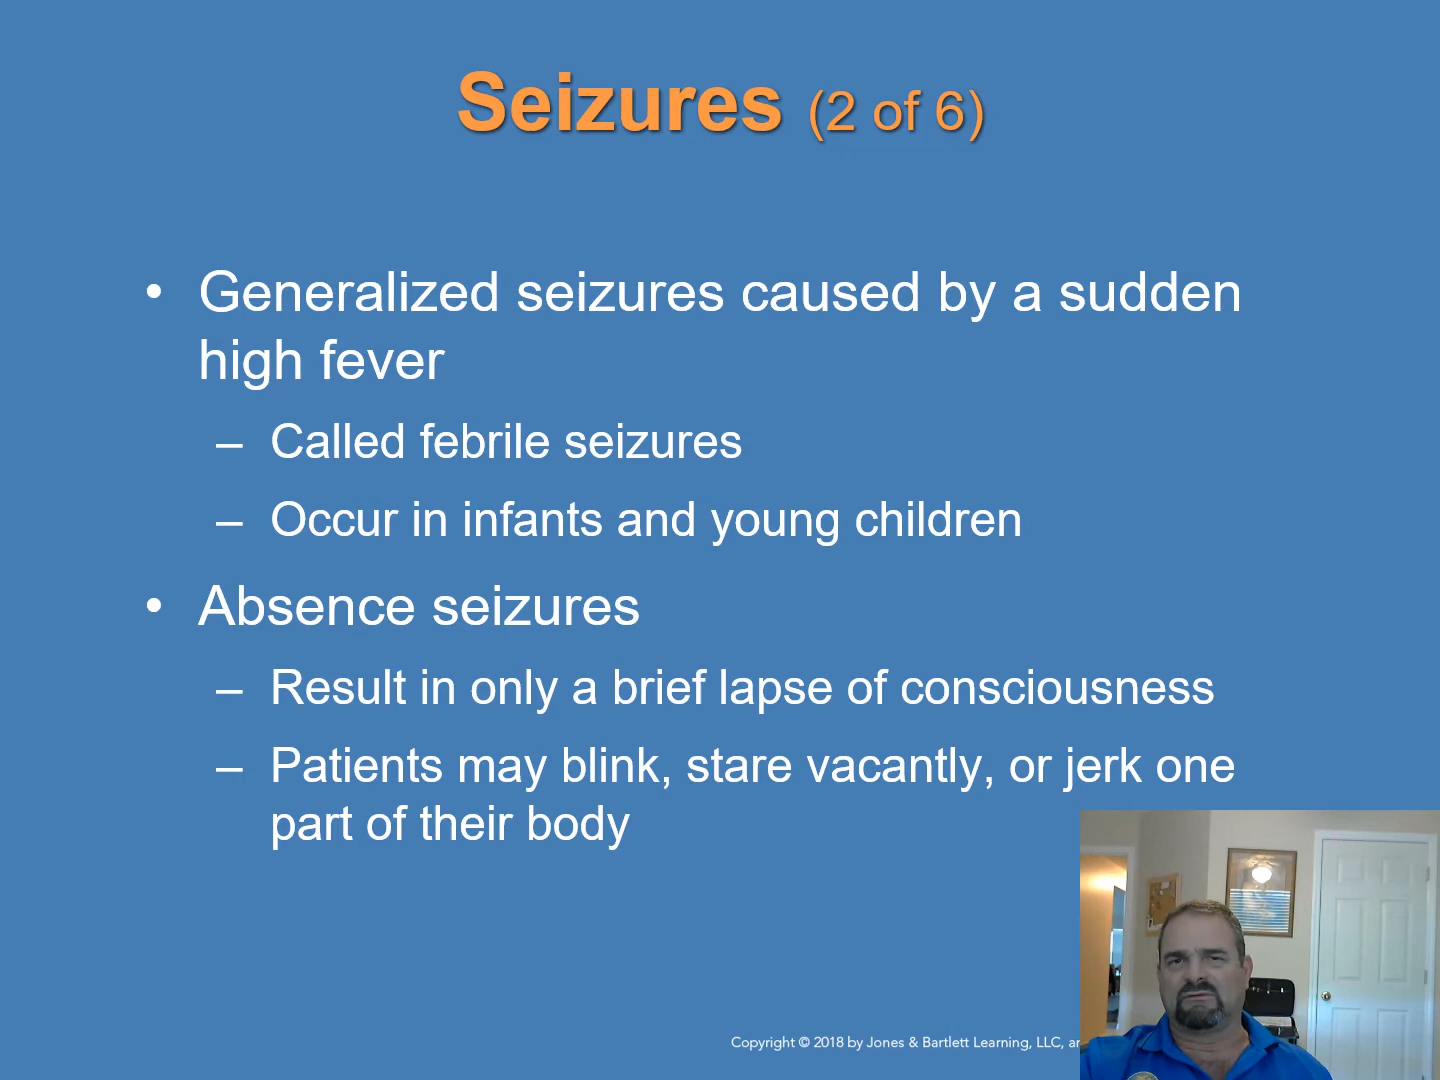 Seizures (2 of 6)
• Generalized seizures caused by a sudden
high fever
– Called febrile seizures
– Occur in infants and young children
• Absence seizures
– Result in only a brief lapse of consciousness
– Patients may blink, stare vacantly, or jerk one
part of their body
Copyright © 2018 by Jones & Bartlett Learning, LLC,